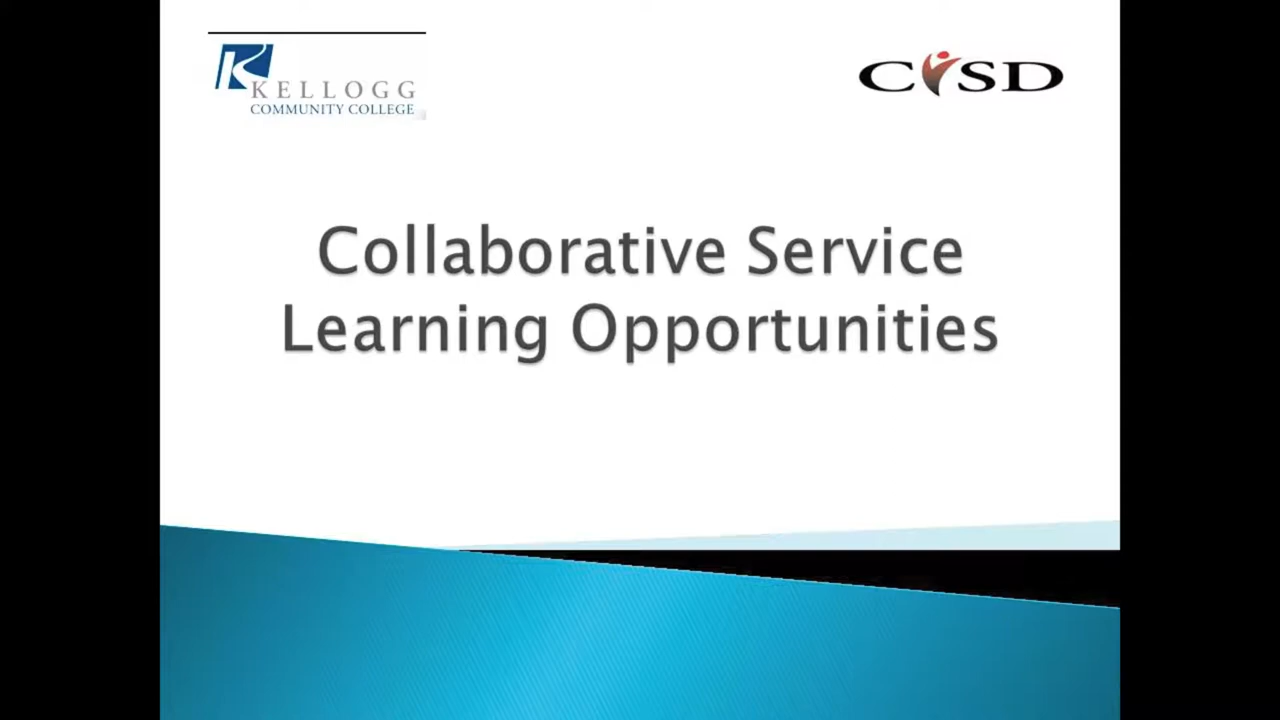 KELLOGG
COMMUNITY COLLEGE
CISD
Collaborative Service
Learning Opportunities